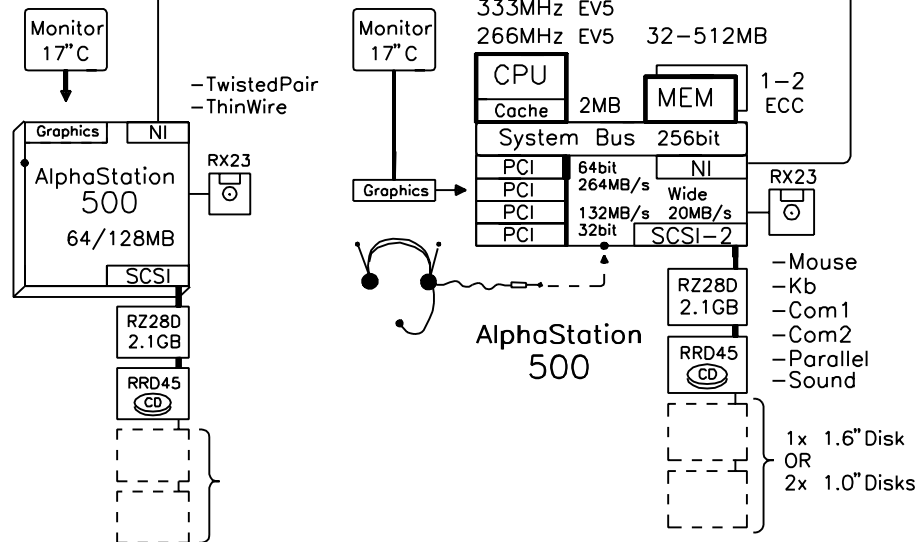 Monitor
17"C
-TwistedPair
-ThinWire
Graphics
NI
AlphaStation
500
64/128MB
SCSI
RX23
RZ28D
2.1GB
RRD45
CD
333MHz EV5
266MHz EV5 32-512MB
Monitor
17"C
CPU
Cache
2MB
MEM
1-2
ECC
System Bus 256bit
PCI
PCI
PCI
PCI
64bit
264MB/s
132MB/s
32bit
NI
Wide
20MB/s
SCSI-2
RX23
Graphics
AlphaStation
500
RZ28D
2.1GB
RRD45
CD
-Mouse
-Kb
-Com1
-Com2
-Parallel
-Sound
1x 1.6"Disk
OR
2x 1.0"Disks